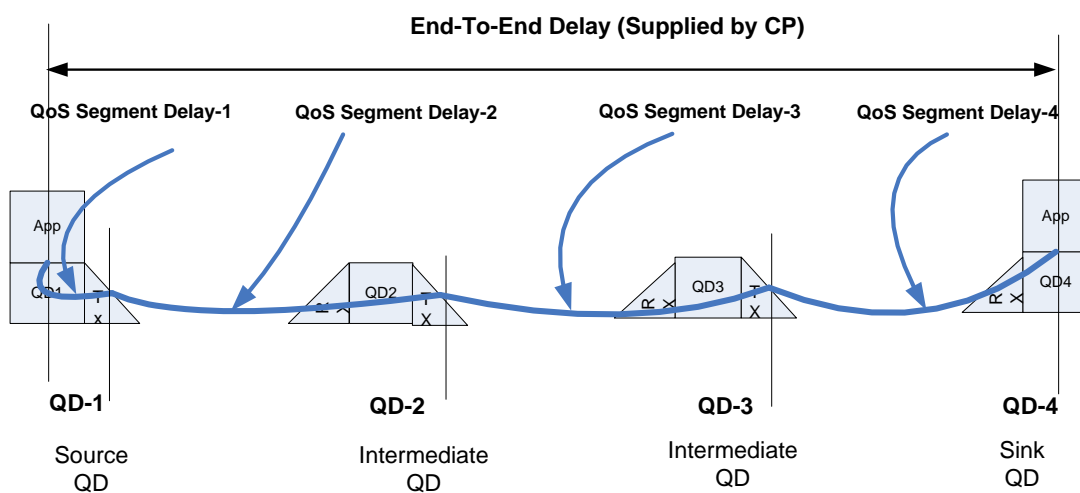 End-To-End Delay (Supplied by CP)
QoS Segment Delay-1
QoS Segment Delay-2
QoS Segment Delay-3
QoS Segment Delay-4
App
App
QD1
T
x
QD2
T
X
R
X
QD3
T
X
R
X
QD4
QD-1
QD-2
QD-3
QD-4
Source
QD
Intermediate
QD
Intermediate
QD
Sink
QD